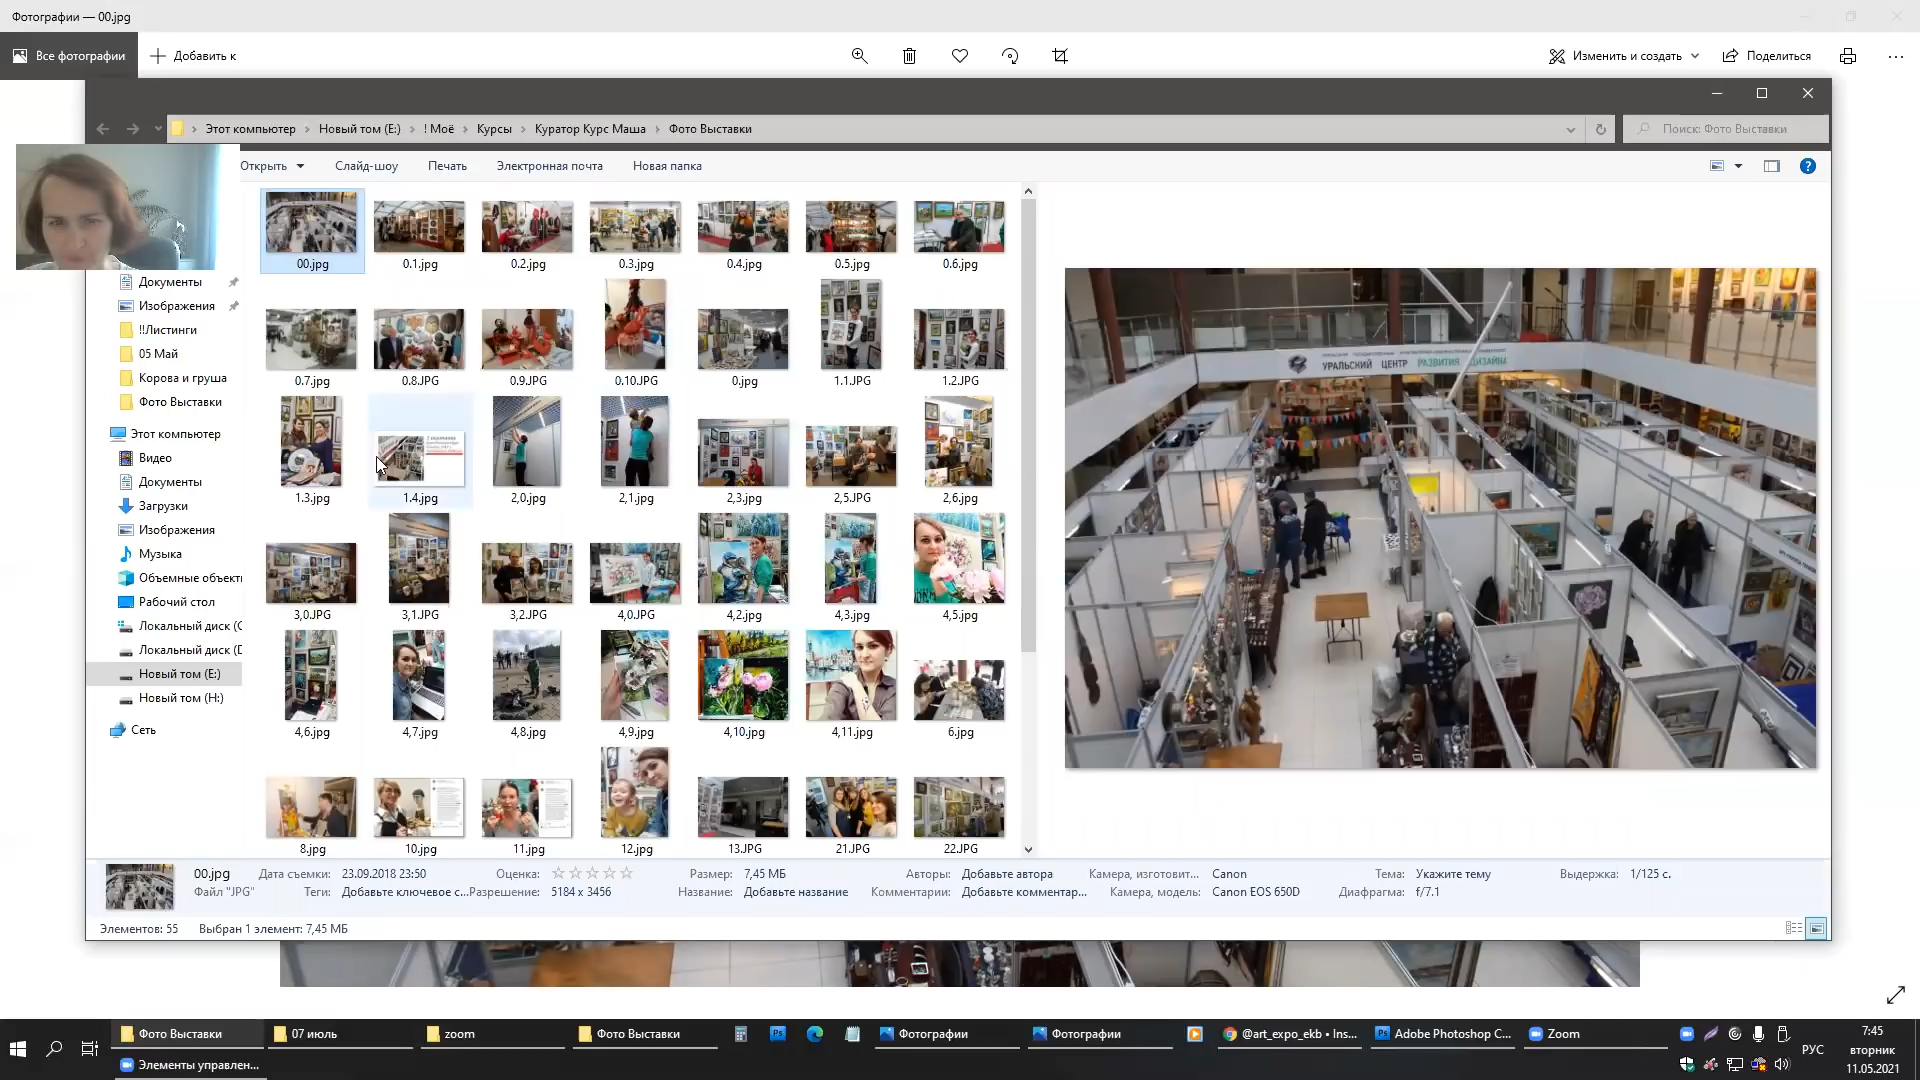 Фотографии — 00.jpg
Все фотографии
Добавить к
Изменить и создать
Поделиться
Этот компьютер
Новый том (E:)
! Моё
Курсы
Куратор Курс Маша
Фото Выставки
Поиск: Фото Выставки
Открыть
Слайд-шоу
Печать
Электронная почта
Новая папка
Документы
Изображения
!!Листинги
05 Май
Корова и груша
Фото Выставки
Этот компьютер
Видео
Документы
Загрузки
Изображения
Музыка
Объемные объект
Рабочий стол
Локальный диск (C
Локальный диск (D
Новый том (E:)
Новый том (H:)
Сеть
00.jpg 0.1.jpg 0.2.jpg 0.3.jpg 0.4.jpg 0.5.jpg 0.6.jpg
0.7.jpg 0.8.JPG 0.9.JPG 0.10.JPG 0.jpg 1.1.JPG 1.2.JPG
1.3.jpg 1.4.jpg 2,0.jpg 2,1.jpg 2,3.jpg 2,5.JPG 2,6.jpg
3,0.JPG 3,1.JPG 3,2.JPG 4,0.JPG 4,2.jpg 4,3.jpg 4,5.jpg
4,6.jpg 4,7.jpg 4,8.jpg 4,9.jpg 4,10.jpg 4,11.jpg 6.jpg
8.jpg 10.jpg 11.jpg 12.jpg 13.JPG 21.JPG 22.JPG
УРАЛЬСКИЙ ЦЕНТР РАЗВИТИЯ ДИЗАЙНА
00.jpg Дата съемки: 23.09.2018 23:50 Оценка: Размер: 7,45 МБ Авторы: Добавьте автора Камера, изготовит... Canon Тема: Укажите тему Выдержка: 1/125 с.
Файл "JPG" Теги: Добавьте ключевое с... Разрешение: 5184 x 3456 Название: Добавьте название Комментарии: Добавьте комментар... Камера, модель: Canon EOS 650D Диафрагма: f/7.1
Элементов: 55 Выбран 1 элемент: 7,45 МБ
Фото Выставки
07 июль
zoom
Фото Выставки
Фотографии
Фотографии
@art_expo_ekb • Ins...
Adobe Photoshop C...
Zoom
Элементы управлен...
РУС
7:45
вторник
11.05.2021